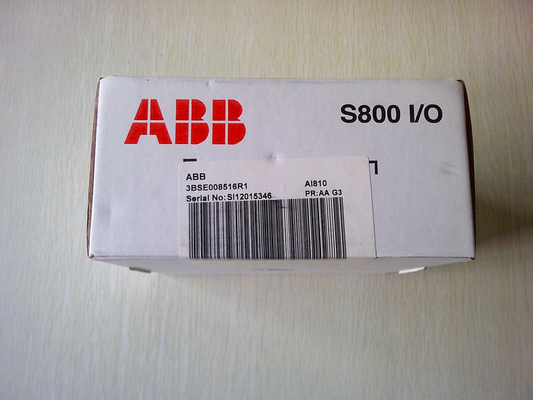 ABB
S800 I/O
ABB
3BSE008516R1 AI810
Serial No:SI12015346 PR:AA G3